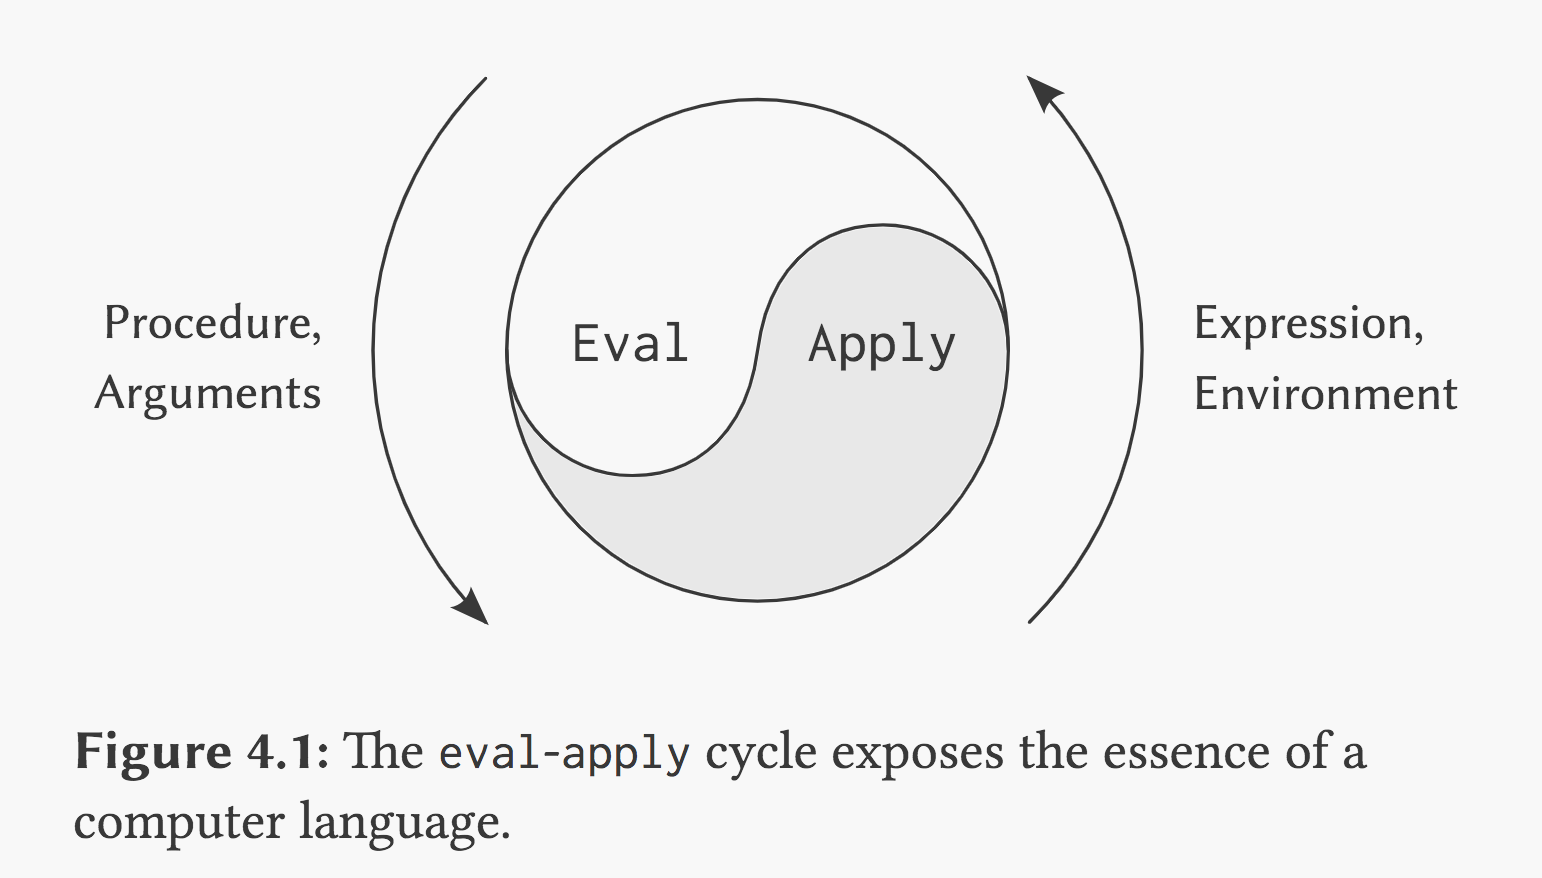 Procedure,
Arguments
Eval
Apply
Expression,
Environment
Figure 4.1: The eval-apply cycle exposes the essence of a
computer language.